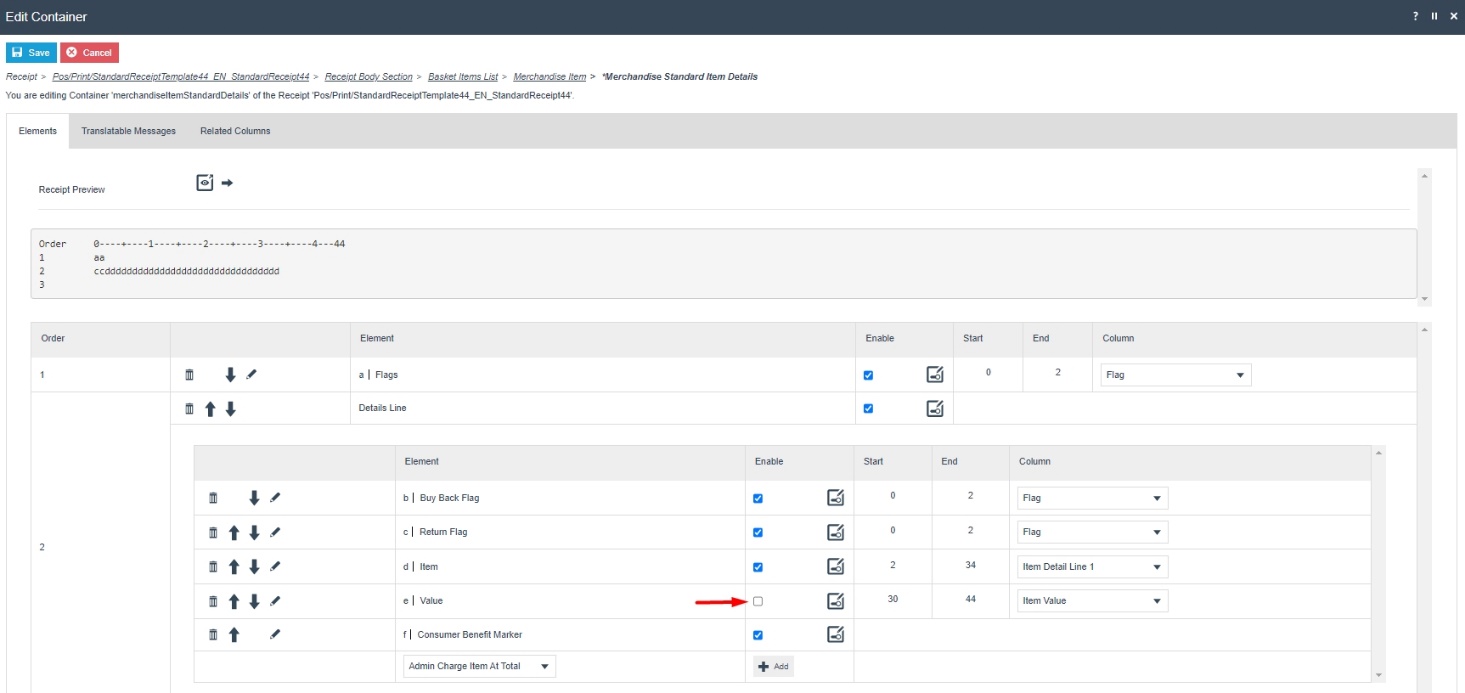 Edit Container
? II ×
Save Cancel
Receipt > Pos/Print/StandardReceiptTemplate44_EN_StandardReceipt44 > Receipt Body Section > Basket Items List > Merchandise Item > *Merchandise Standard Item Details
You are editing Container 'merchandiseItemStandardDetails' of the Receipt 'Pos/Print/StandardReceiptTemplate44_EN_StandardReceipt44'.
Elements Translatable Messages Related Columns
Receipt Preview
Order 0----+----1----+----2----+----3----+----4---44
1 aa
2 ccdddddddddddddddddddddddddddddddd
3
Order Element Enable Start End Column
1 a | Flags 0 2 Flag
Details Line
2
Element Enable Start End Column
b | Buy Back Flag 0 2 Flag
c | Return Flag 0 2 Flag
d | Item 2 34 Item Detail Line 1
e | Value 30 44 Item Value
f | Consumer Benefit Marker
Admin Charge Item At Total Add